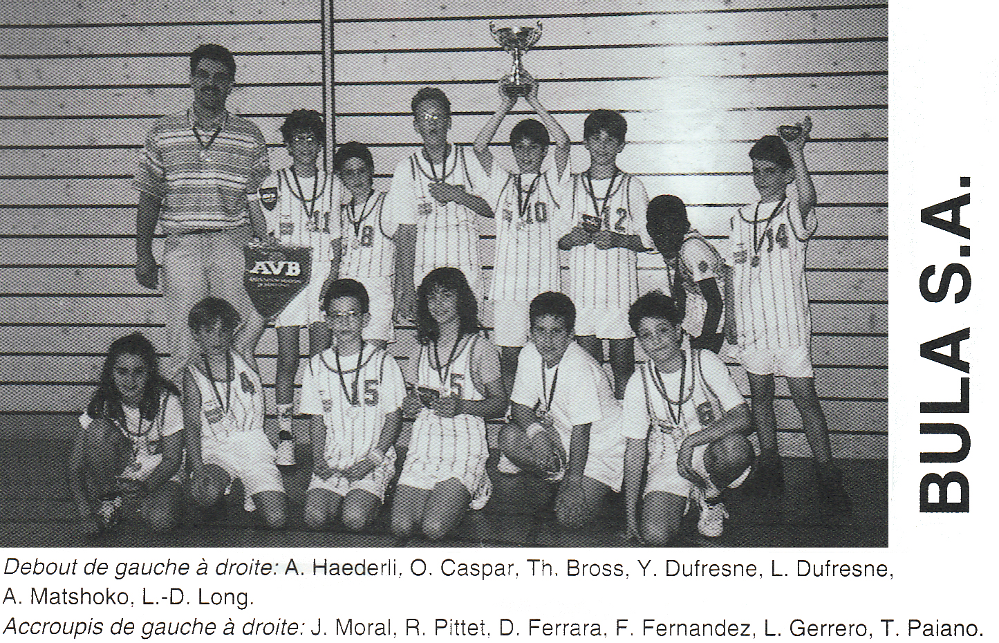 AVB
11
8
10
12
14
AVB
4
15
5
6
BULA S.A.
Debout de gauche à droite: A. Haederli, O. Caspar, Th. Bross, Y. Dufresne, L. Dufresne,
A. Matshoko, L.-D. Long.
Accroupis de gauche à droite: J. Moral, R. Pittet, D. Ferrara, F. Fernandez, L. Gerrero, T. Paiano.